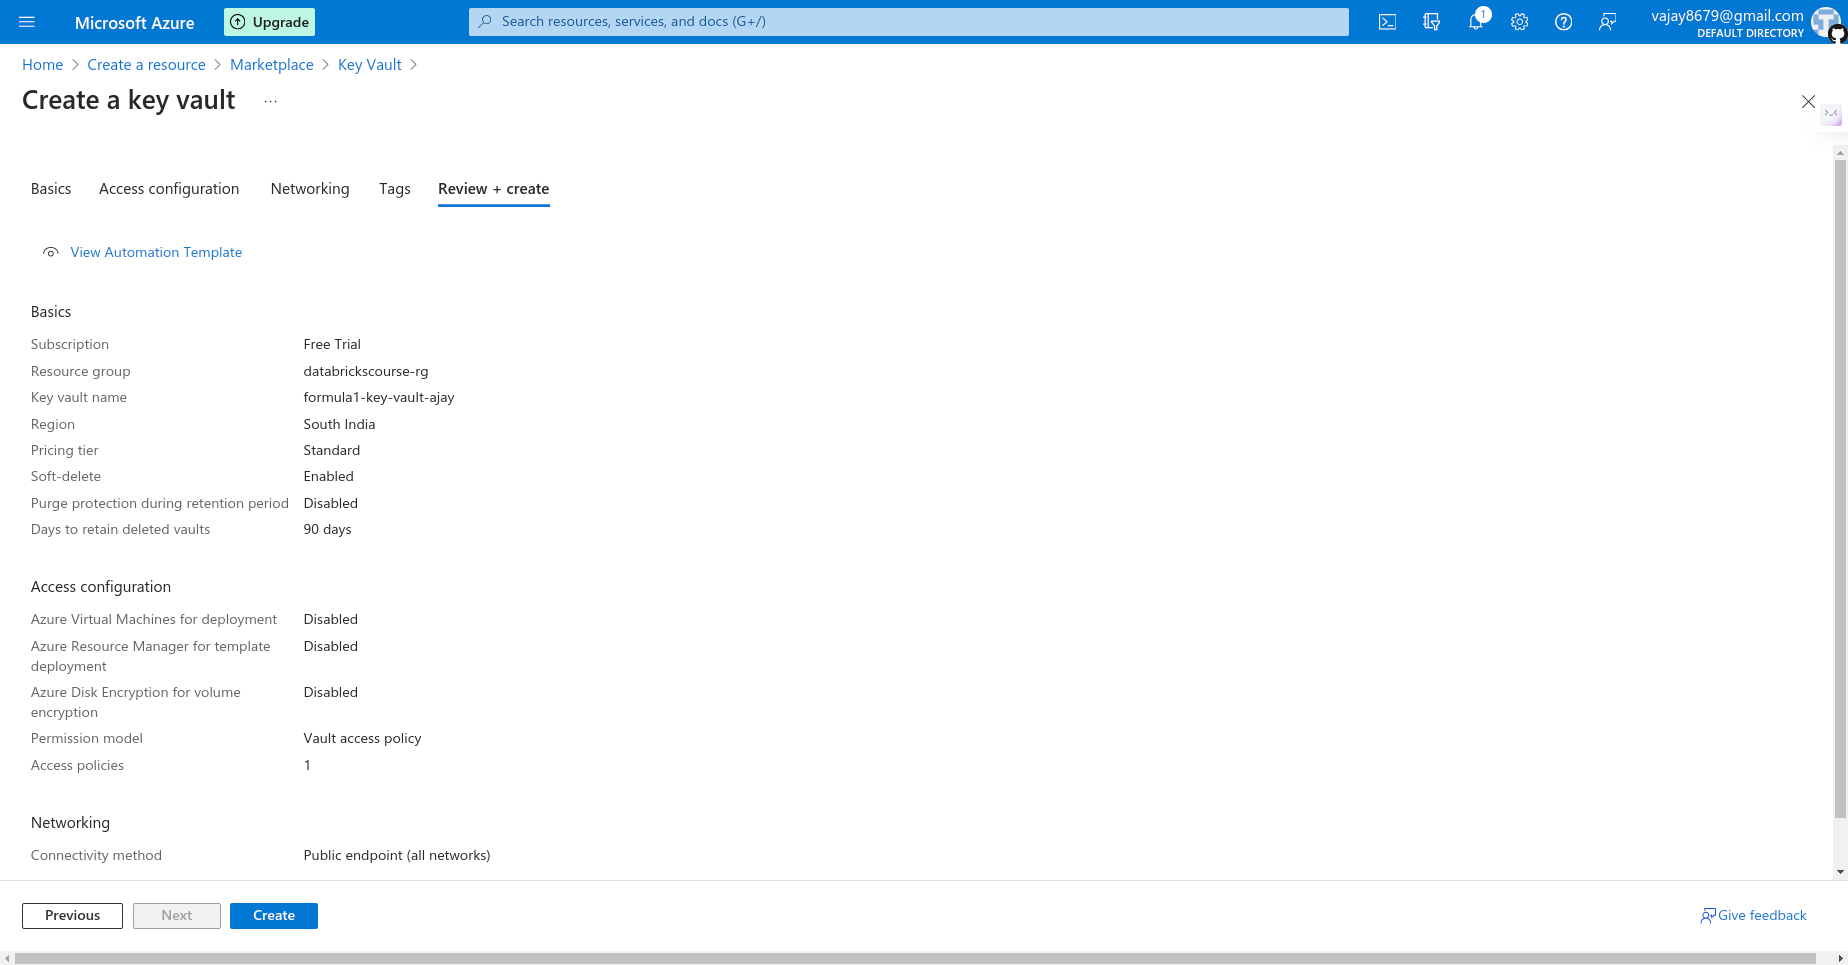 Microsoft Azure
Upgrade
Search resources, services, and docs (G+/)
1
vajay8679@gmail.com
DEFAULT DIRECTORY
Home > Create a resource > Marketplace > Key Vault >
Create a key vault ...
Basics Access configuration Networking Tags Review + create
View Automation Template
Basics
Subscription Free Trial
Resource group databrickscourse-rg
Key vault name formula1-key-vault-ajay
Region South India
Pricing tier Standard
Soft-delete Enabled
Purge protection during retention period Disabled
Days to retain deleted vaults 90 days
Access configuration
Azure Virtual Machines for deployment Disabled
Azure Resource Manager for template Disabled
deployment
Azure Disk Encryption for volume Disabled
encryption
Permission model Vault access policy
Access policies 1
Networking
Connectivity method Public endpoint (all networks)
Previous Next Create Give feedback